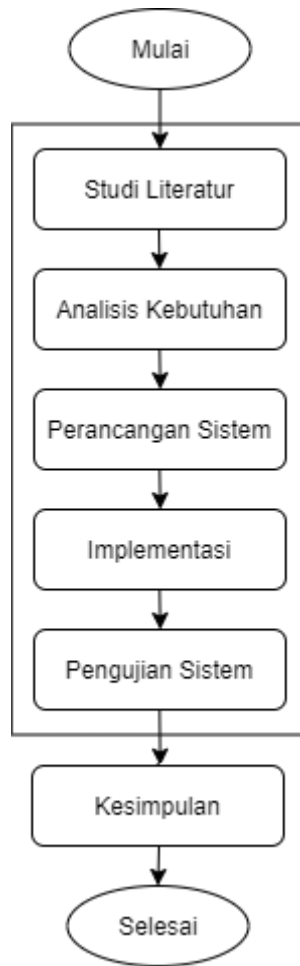 Mulai
Studi Literatur
Analisis Kebutuhan
Perancangan Sistem
Implementasi
Pengujian Sistem
Kesimpulan
Selesai